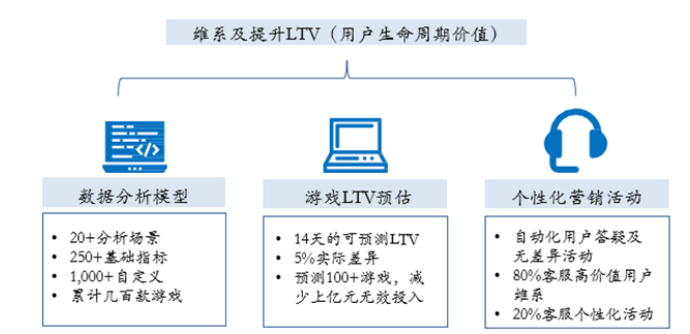 维系及提升LTV（用户生命周期价值）
数据分析模型
• 20+分析场景
• 250+基础指标
• 1,000+自定义
• 累计几百款游戏
游戏LTV预估
• 14天的可预测LTV
• 5%实际差异
• 预测100+游戏，减
少上亿元无效投入
个性化营销活动
• 自动化用户答疑及
无差异活动
• 80%客服高价值用户
维系
• 20%客服个性化活动